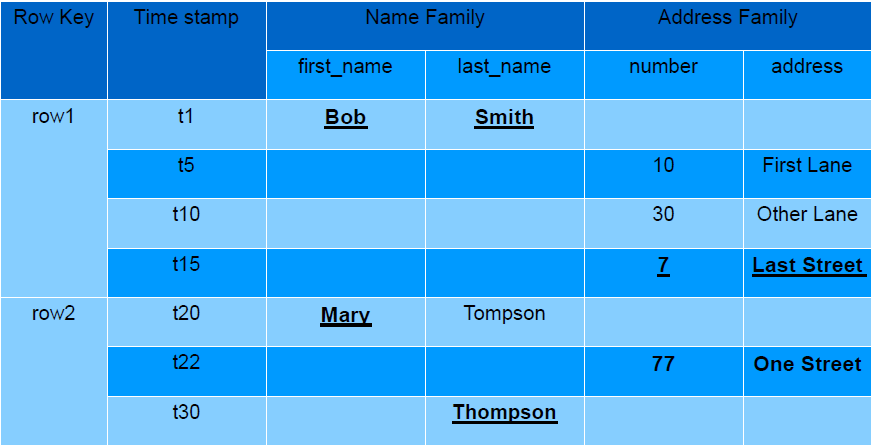 Row Key Time stamp Name Family Address Family
first_name last_name number address
row1 t1 Bob Smith
t5 10 First Lane
t10 30 Other Lane
t15 7 Last Street
row2 t20 Mary Tompson
t22 77 One Street
t30 Thompson